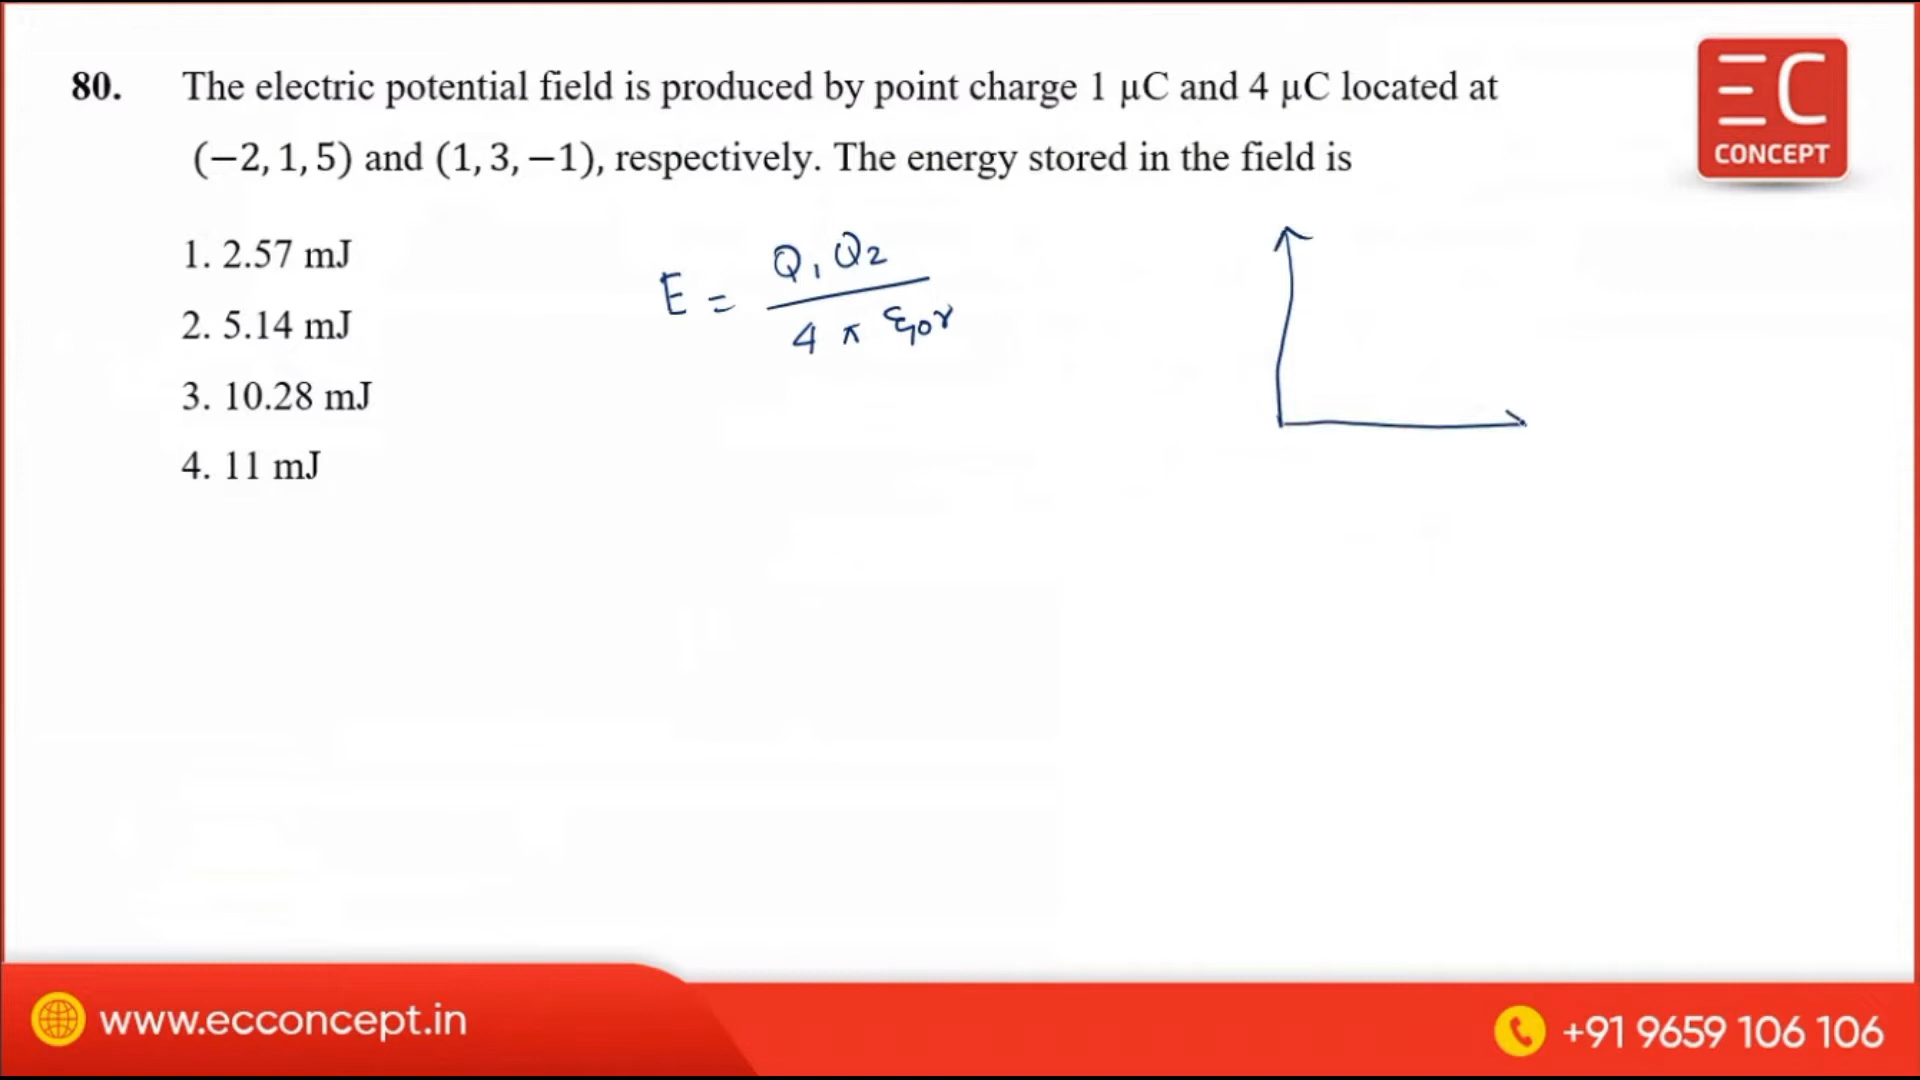 80. The electric potential field is produced by point charge 1 μC and 4 μC located at
(−2, 1, 5) and (1, 3, −1), respectively. The energy stored in the field is
1. 2.57 mJ
2. 5.14 mJ
3. 10.28 mJ
4. 11 mJ
E = Q₁Q₂ / 4πε₀r
EC
CONCEPT
www.ecconcept.in
+91 9659 106 106